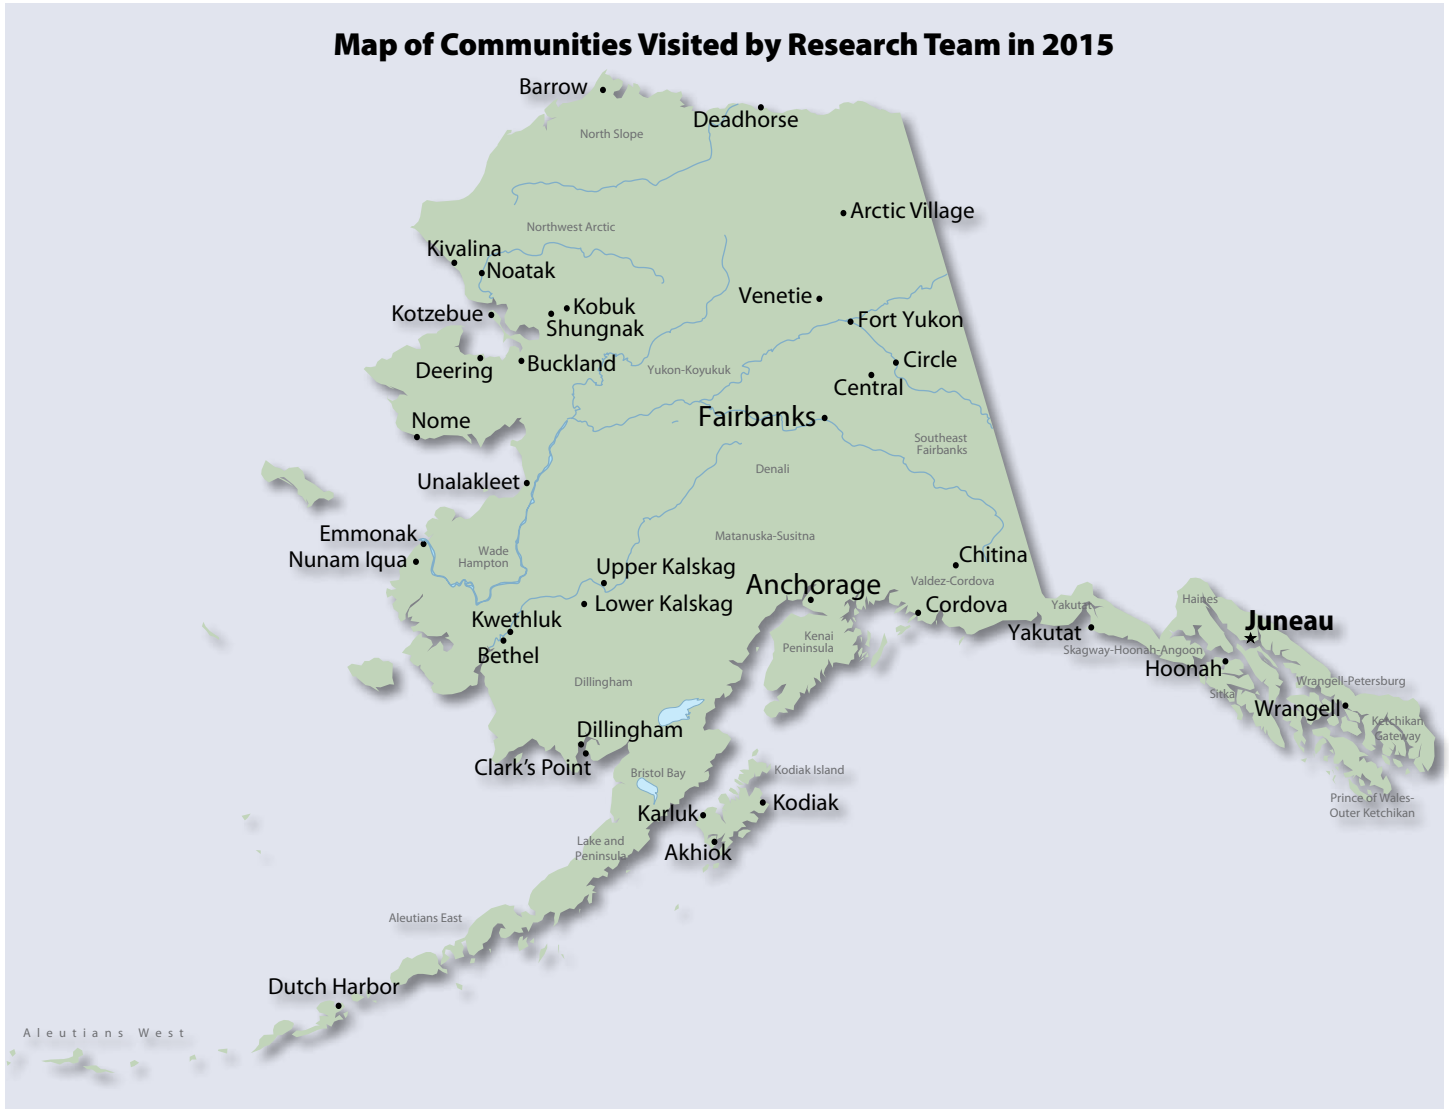 Map of Communities Visited by Research Team in 2015
Barrow
Deadhorse
North Slope
Arctic Village
Northwest Arctic
Kivalina
Noatak
Venetie
Kobuk
Kotzebue
Shungnak
Fort Yukon
Circle
Deering
Buckland
Yukon-Koyukuk
Central
Nome
Fairbanks
Southeast
Fairbanks
Denali
Unalakleet
Emmonak
Matanuska-Susitna
Nunam Iqua
Wade
Hampton
Chitina
Upper Kalskag
Anchorage
Valdez-Cordova
Lower Kalskag
Cordova
Yakutat
Haines
Kwethluk
Juneau
Yakutat
Kenai
Peninsula
Bethel
Skagway-Hoonah-Angoon
Hoonah
Dillingham
Wrangell-Petersburg
Sitka
Wrangell
Ketchikan
Gateway
Dillingham
Clark's Point
Bristol Bay
Kodiak Island
Kodiak
Prince of Wales-
Outer Ketchikan
Karluk
Lake and
Peninsula
Akhiok
Aleutians East
Dutch Harbor
Aleutians West